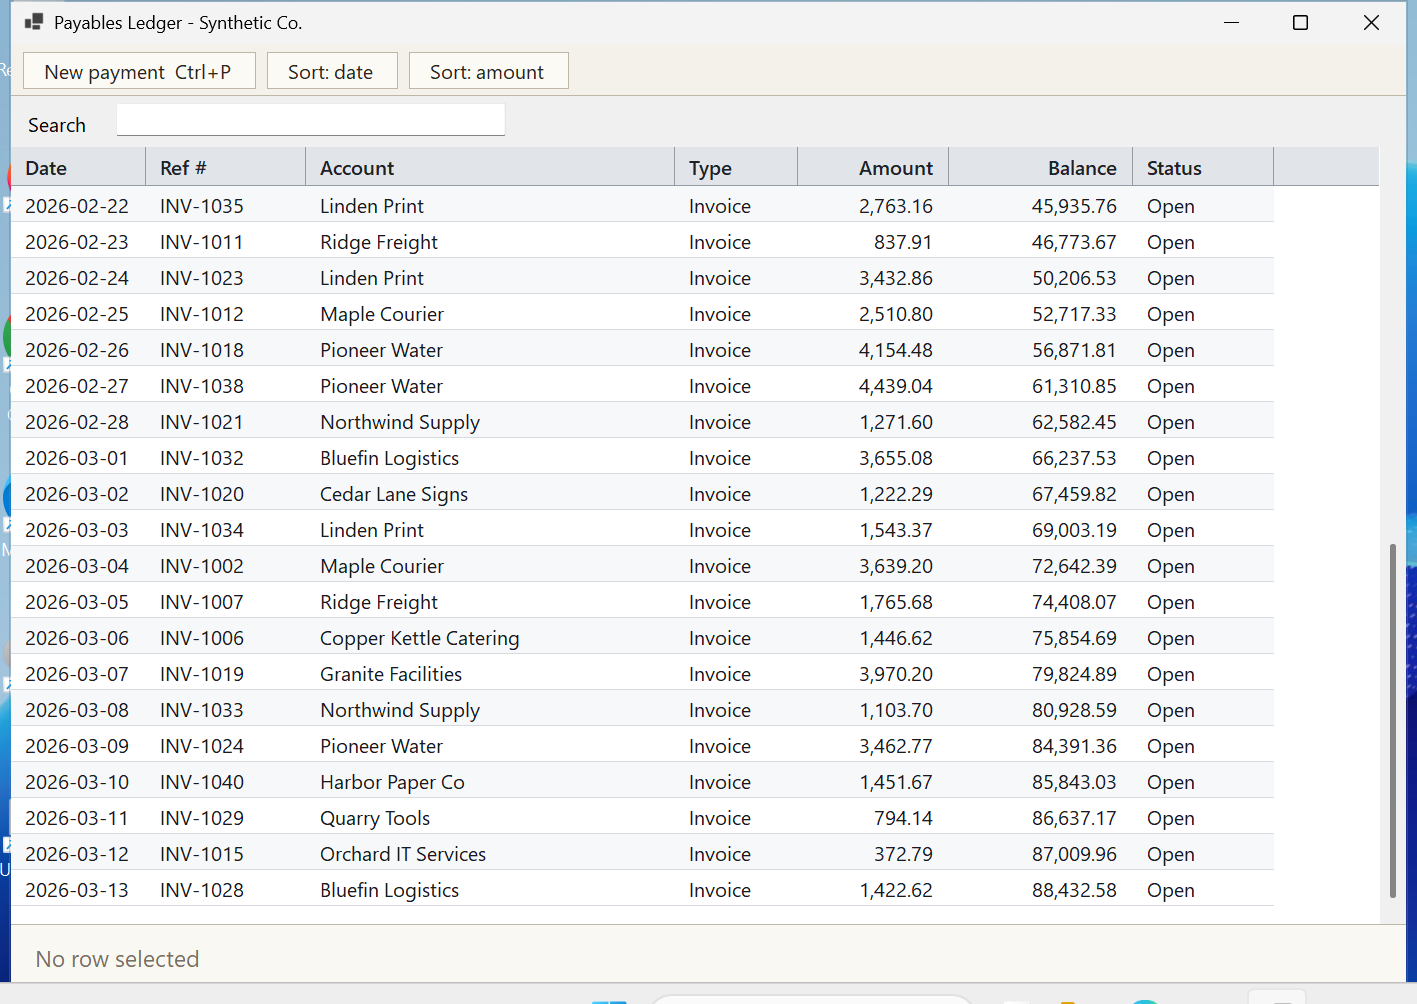 Payables Ledger - Synthetic Co.
New payment Ctrl+P Sort: date Sort: amount
Search
Date Ref # Account Type Amount Balance Status
2026-02-22 INV-1035 Linden Print Invoice 2,763.16 45,935.76 Open
2026-02-23 INV-1011 Ridge Freight Invoice 837.91 46,773.67 Open
2026-02-24 INV-1023 Linden Print Invoice 3,432.86 50,206.53 Open
2026-02-25 INV-1012 Maple Courier Invoice 2,510.80 52,717.33 Open
2026-02-26 INV-1018 Pioneer Water Invoice 4,154.48 56,871.81 Open
2026-02-27 INV-1038 Pioneer Water Invoice 4,439.04 61,310.85 Open
2026-02-28 INV-1021 Northwind Supply Invoice 1,271.60 62,582.45 Open
2026-03-01 INV-1032 Bluefin Logistics Invoice 3,655.08 66,237.53 Open
2026-03-02 INV-1020 Cedar Lane Signs Invoice 1,222.29 67,459.82 Open
2026-03-03 INV-1034 Linden Print Invoice 1,543.37 69,003.19 Open
2026-03-04 INV-1002 Maple Courier Invoice 3,639.20 72,642.39 Open
2026-03-05 INV-1007 Ridge Freight Invoice 1,765.68 74,408.07 Open
2026-03-06 INV-1006 Copper Kettle Catering Invoice 1,446.62 75,854.69 Open
2026-03-07 INV-1019 Granite Facilities Invoice 3,970.20 79,824.89 Open
2026-03-08 INV-1033 Northwind Supply Invoice 1,103.70 80,928.59 Open
2026-03-09 INV-1024 Pioneer Water Invoice 3,462.77 84,391.36 Open
2026-03-10 INV-1040 Harbor Paper Co Invoice 1,451.67 85,843.03 Open
2026-03-11 INV-1029 Quarry Tools Invoice 794.14 86,637.17 Open
2026-03-12 INV-1015 Orchard IT Services Invoice 372.79 87,009.96 Open
2026-03-13 INV-1028 Bluefin Logistics Invoice 1,422.62 88,432.58 Open
No row selected